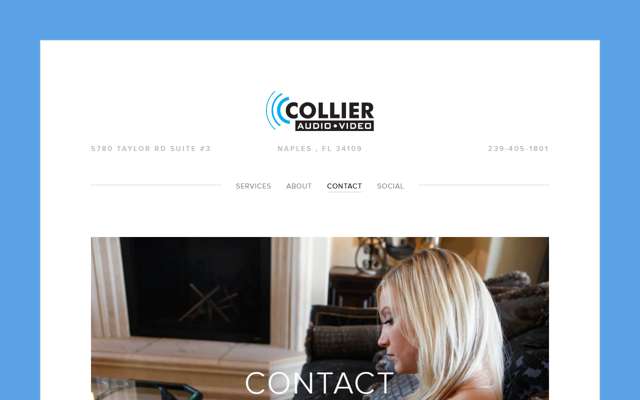 COLLIER
AUDIO•VIDEO
5780 TAYLOR RD SUITE #3 NAPLES , FL 34109 239-405-1801
SERVICES ABOUT CONTACT SOCIAL
CONTACT